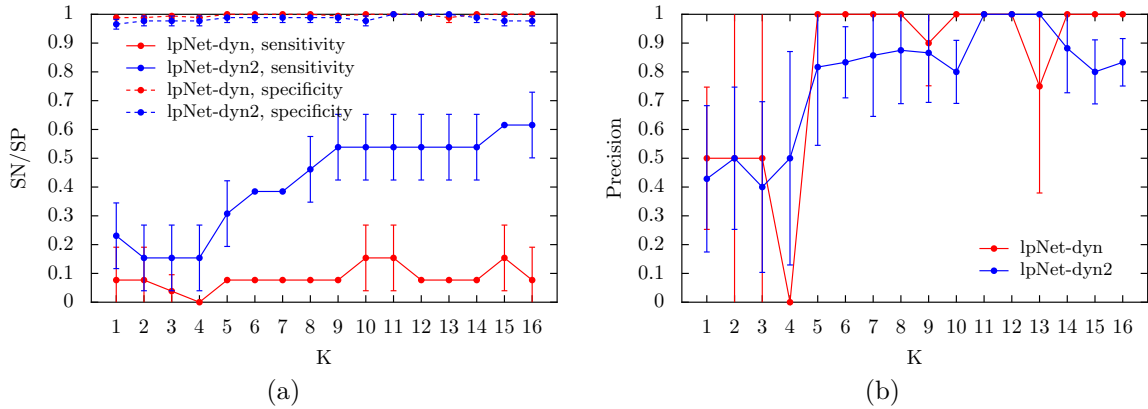 1
0.9
0.8
0.7
0.6
0.5
0.4
0.3
0.2
0.1
0
SN/SP
lpNet-dyn, sensitivity
lpNet-dyn2, sensitivity
lpNet-dyn, specificity
lpNet-dyn2, specificity
1 2 3 4 5 6 7 8 9 10 11 12 13 14 15 16
K
(a)
1
0.9
0.8
0.7
0.6
0.5
0.4
0.3
0.2
0.1
0
Precision
lpNet-dyn
lpNet-dyn2
1 2 3 4 5 6 7 8 9 10 11 12 13 14 15 16
K
(b)